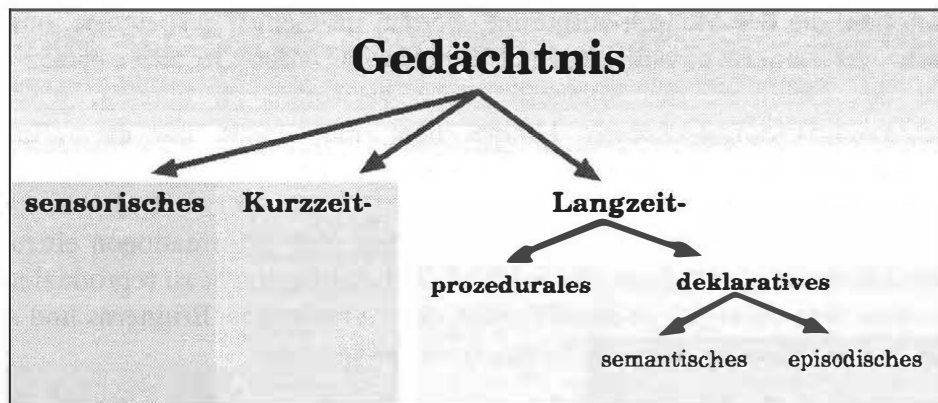 Gedächtnis
sensorisches Kurzzeit- Langzeit-
prozedurales deklaratives
semantisches episodisches